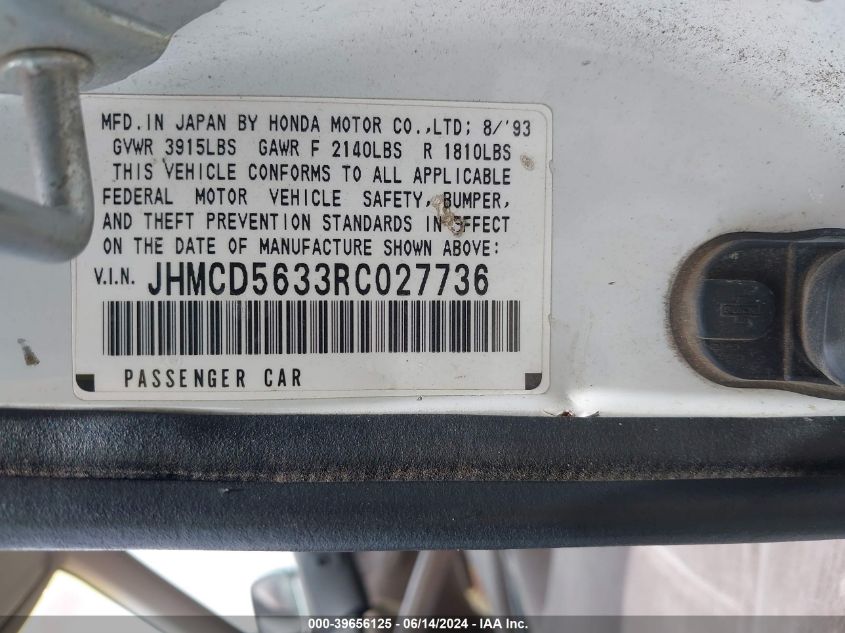 MFD.IN JAPAN BY HONDA MOTOR CO.,LTD; 8/'93
GVWR 3915LBS GAWR F 2140LBS R 1810LBS
THIS VEHICLE CONFORMS TO ALL APPLICABLE
FEDERAL MOTOR VEHICLE SAFETY, BUMPER,
AND THEFT PREVENTION STANDARDS IN EFFECT
ON THE DATE OF MANUFACTURE SHOWN ABOVE:
V.I.N. JHMCD5633RC027736
PASSENGER CAR
000-39656125 - 06/14/2024 - IAA Inc.